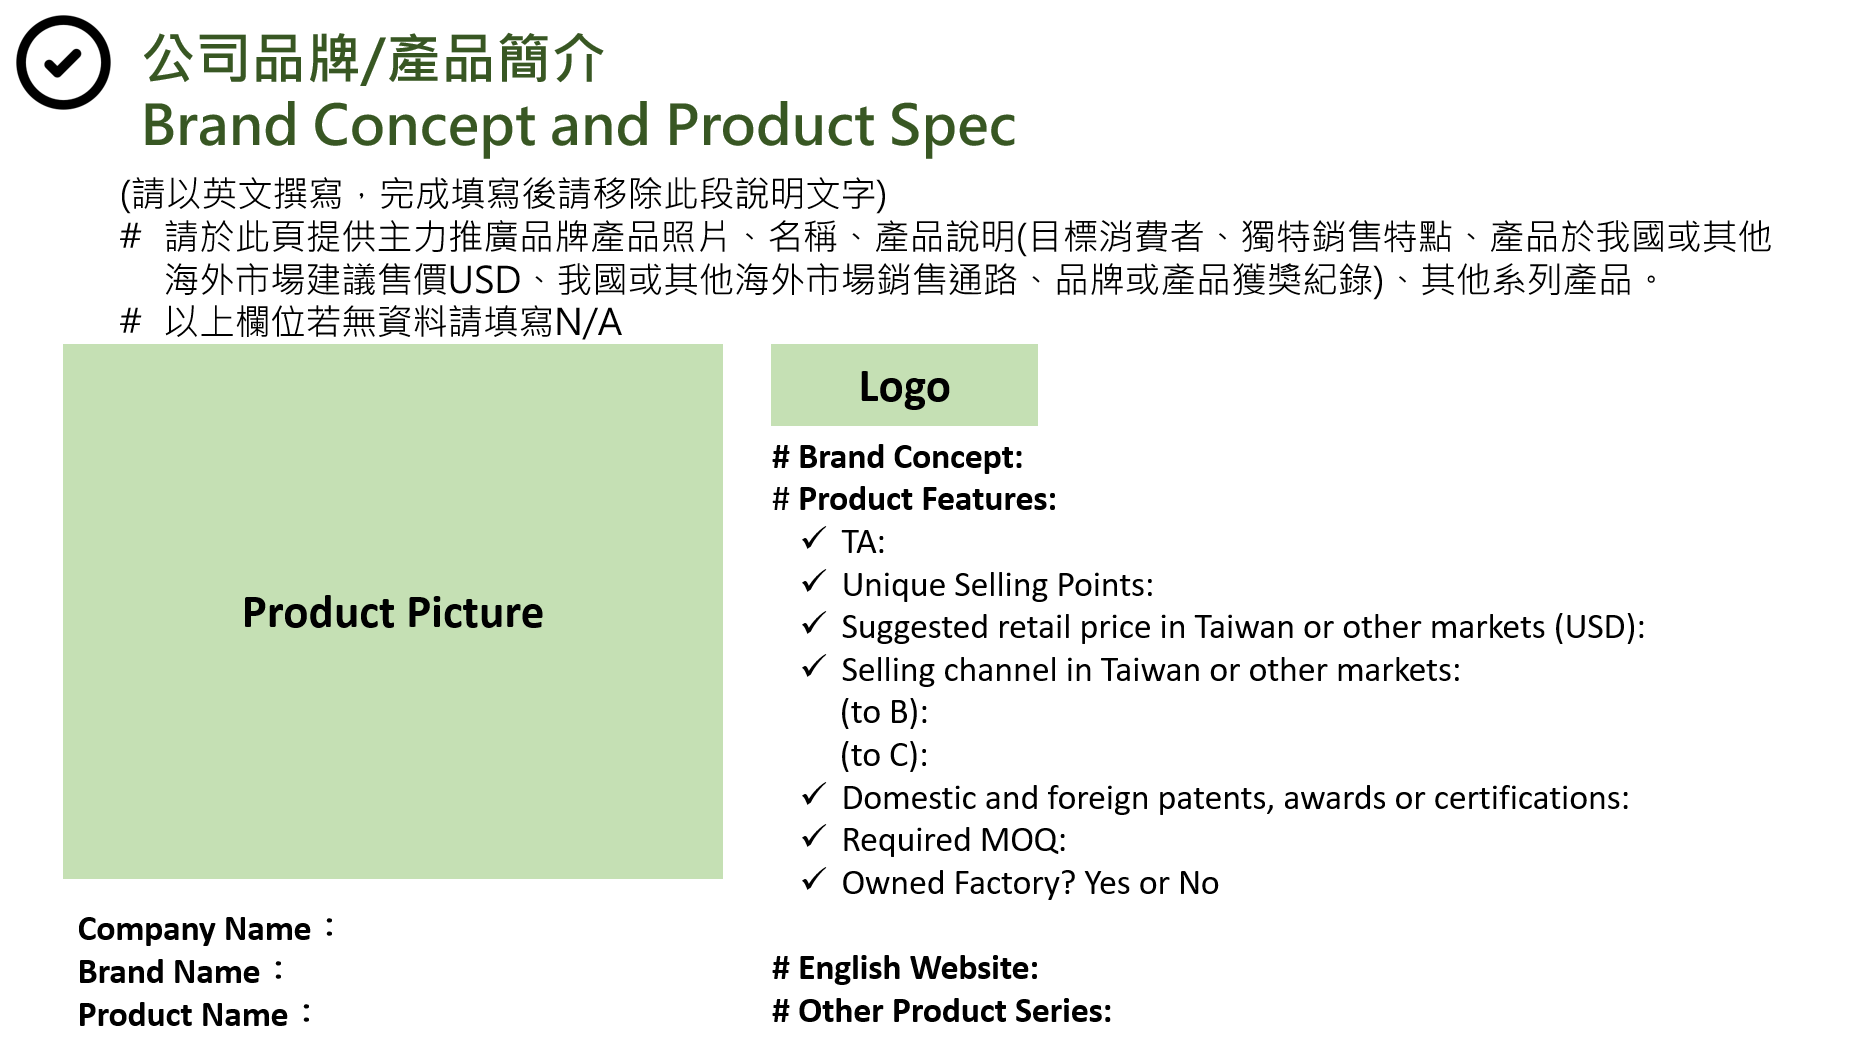 公司品牌/產品簡介
Brand Concept and Product Spec
(請以英文撰寫，完成填寫後請移除此段說明文字)
# 請於此頁提供主力推廣品牌產品照片、名稱、產品說明(目標消費者、獨特銷售特點、產品於我國或其他
海外市場建議售價USD、我國或其他海外市場銷售通路、品牌或產品獲獎紀錄)、其他系列產品。
# 以上欄位若無資料請填寫N/A
Product Picture
Company Name：
Brand Name：
Product Name：
Logo
# Brand Concept:
# Product Features:
✓ TA:
✓ Unique Selling Points:
✓ Suggested retail price in Taiwan or other markets (USD):
✓ Selling channel in Taiwan or other markets:
(to B):
(to C):
✓ Domestic and foreign patents, awards or certifications:
✓ Required MOQ:
✓ Owned Factory? Yes or No
# English Website:
# Other Product Series: